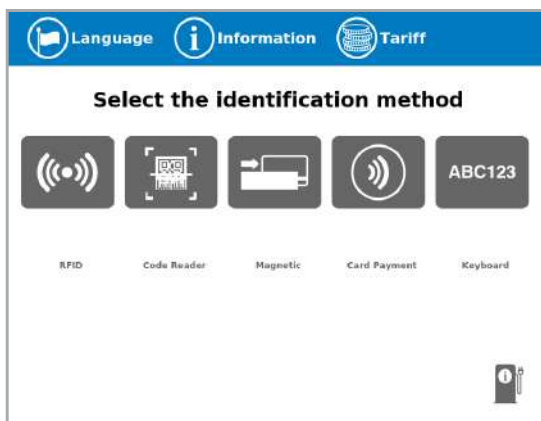 Language Information Tariff
Select the identification method
ABC123
RFID Code Reader Magnetic Card Payment Keyboard